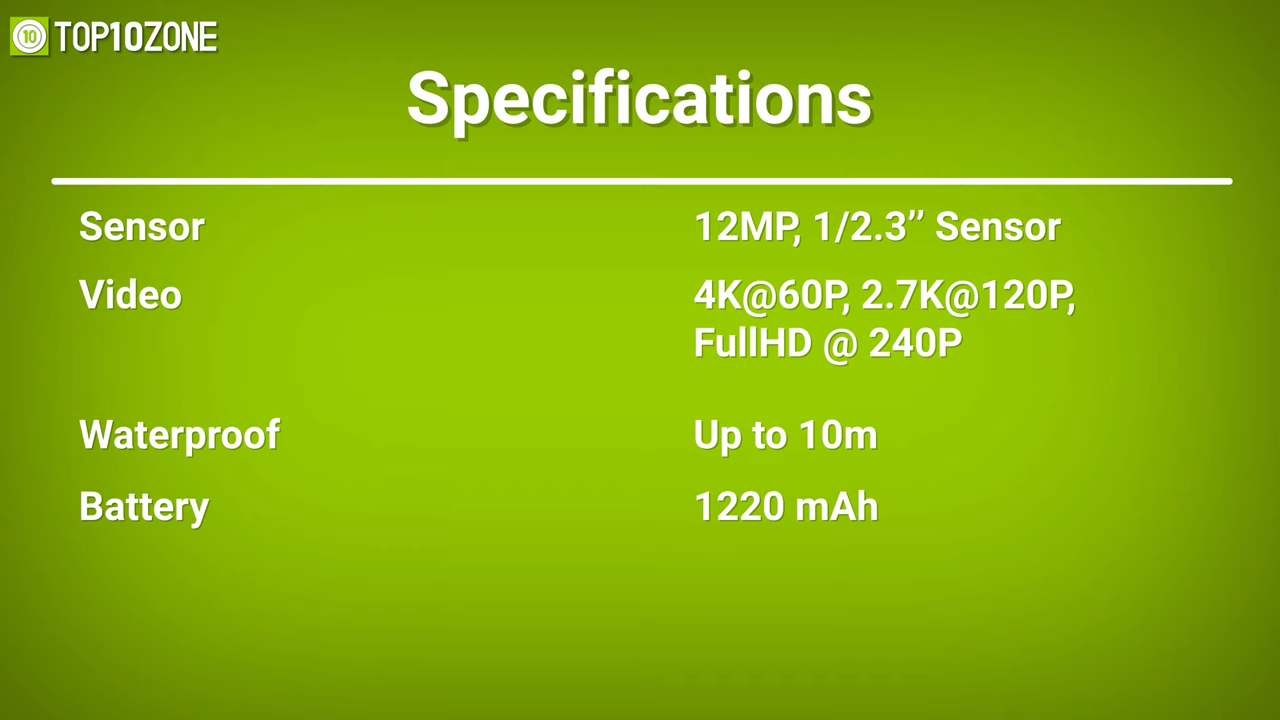 TOP10ZONE
Specifications
Sensor 12MP, 1/2.3’’ Sensor
Video 4K@60P, 2.7K@120P,
FullHD @ 240P
Waterproof Up to 10m
Battery 1220 mAh